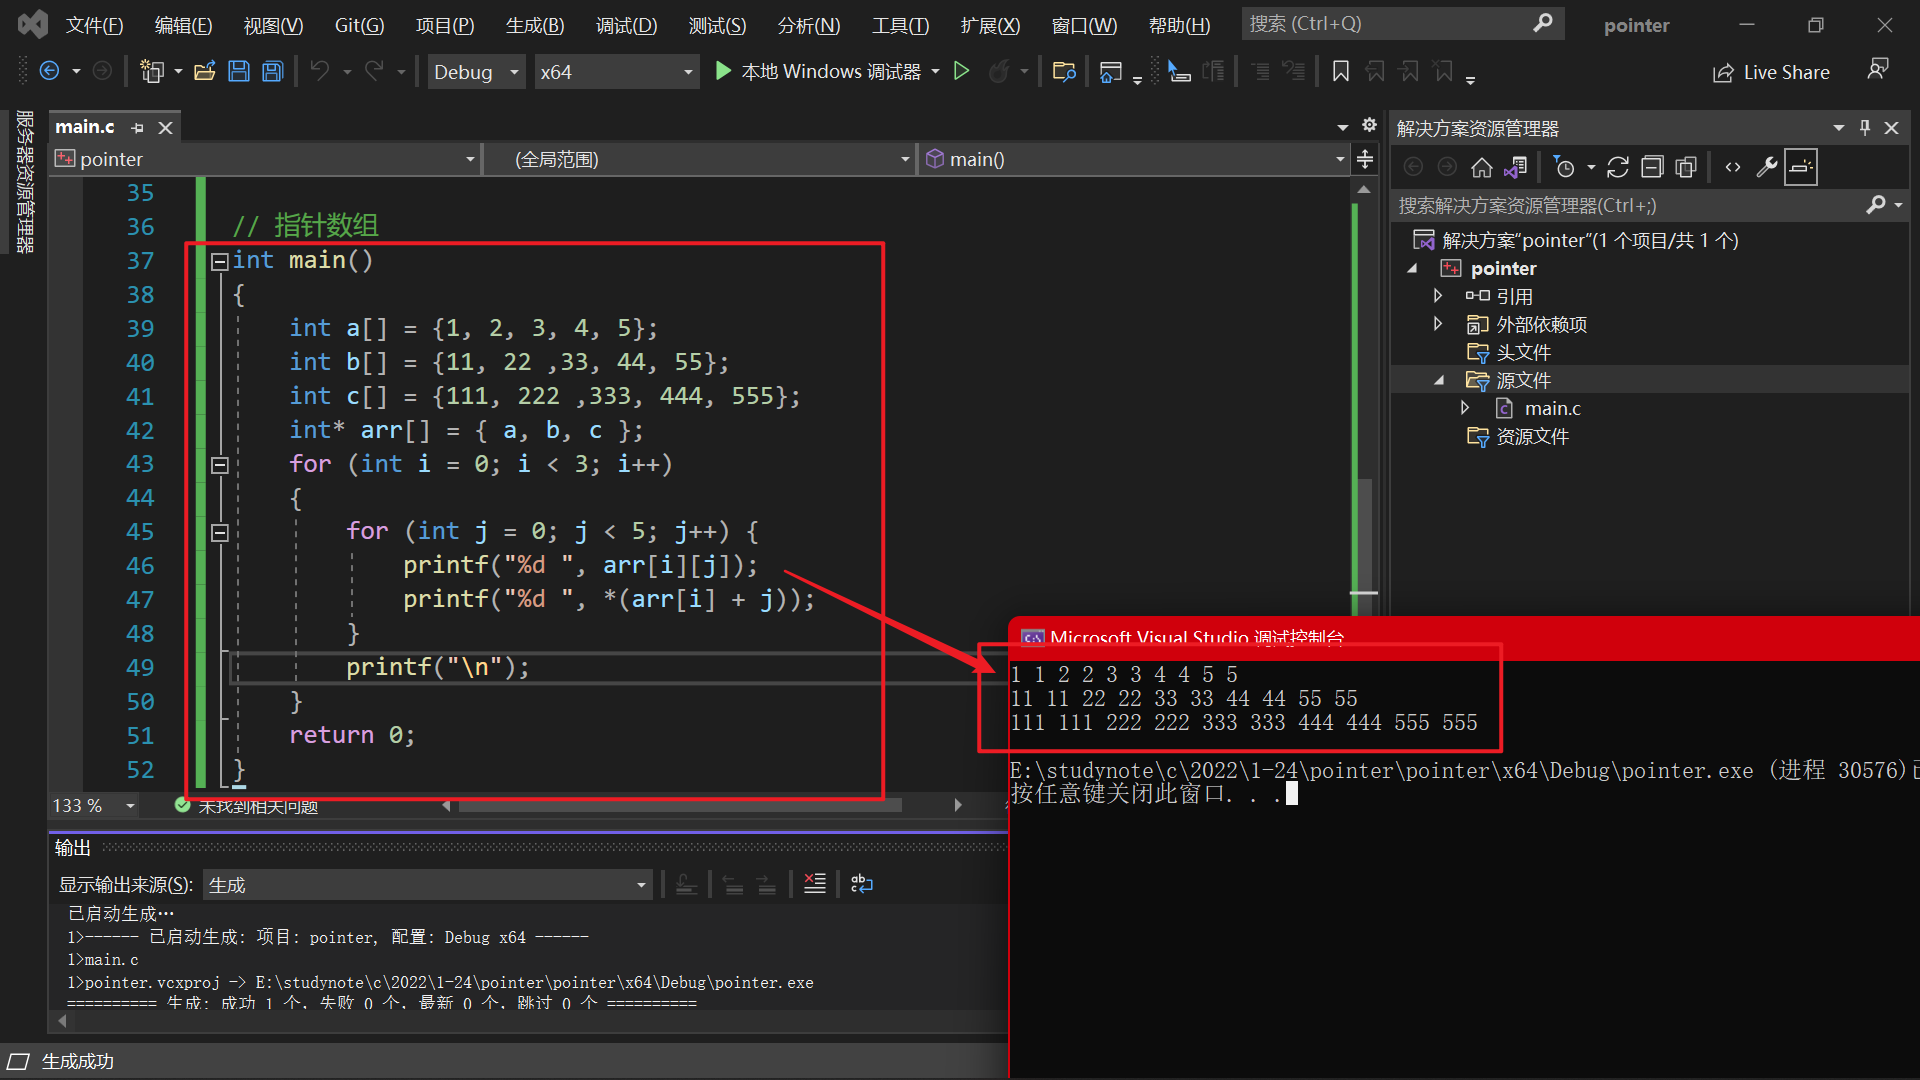 文件(F) 编辑(E) 视图(V) Git(G) 项目(P) 生成(B) 调试(D) 测试(S) 分析(N) 工具(T) 扩展(X) 窗口(W) 帮助(H) 搜索 (Ctrl+Q) pointer
Debug x64 本地 Windows 调试器 Live Share
服务器资源管理器
main.c
pointer (全局范围) main()
35
36 // 指针数组
37 int main()
38 {
39 int a[] = {1, 2, 3, 4, 5};
40 int b[] = {11, 22 ,33, 44, 55};
41 int c[] = {111, 222 ,333, 444, 555};
42 int* arr[] = { a, b, c };
43 for (int i = 0; i < 3; i++)
44 {
45 for (int j = 0; j < 5; j++) {
46 printf("%d ", arr[i][j]);
47 printf("%d ", *(arr[i] + j));
48 }
49 printf("\n");
50 }
51 return 0;
52 }
133 % 未找到相关问题
解决方案资源管理器
搜索解决方案资源管理器(Ctrl+;)
解决方案"pointer"(1 个项目/共 1 个)
pointer
引用
外部依赖项
头文件
源文件
main.c
资源文件
Microsoft Visual Studio 调试控制台
1 1 2 2 3 3 4 4 5 5
11 11 22 22 33 33 44 44 55 55
111 111 222 222 333 333 444 444 555 555
E:\studynote\c\2022\1-24\pointer\pointer\x64\Debug\pointer.exe (进程 30576)已
按任意键关闭此窗口. . .
输出
显示输出来源(S): 生成
已启动生成…
1>------ 已启动生成: 项目: pointer, 配置: Debug x64 ------
1>main.c
1>pointer.vcxproj -> E:\studynote\c\2022\1-24\pointer\pointer\x64\Debug\pointer.exe
========== 生成: 成功 1 个，失败 0 个，最新 0 个，跳过 0 个 ==========
生成成功